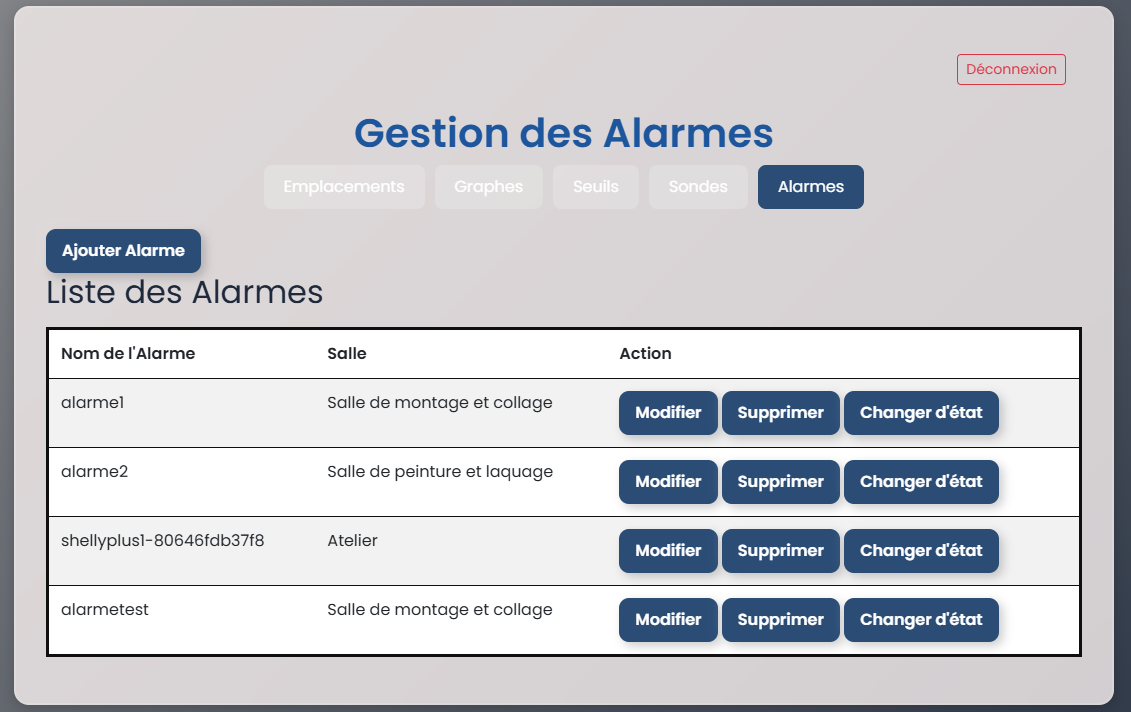 Déconnexion
Gestion des Alarmes
Emplacements Graphes Seuils Sondes Alarmes
Ajouter Alarme
Liste des Alarmes
Nom de l'Alarme Salle Action
alarme1 Salle de montage et collage Modifier Supprimer Changer d'état
alarme2 Salle de peinture et laquage Modifier Supprimer Changer d'état
shellyplus1-80646fdb37f8 Atelier Modifier Supprimer Changer d'état
alarmetest Salle de montage et collage Modifier Supprimer Changer d'état